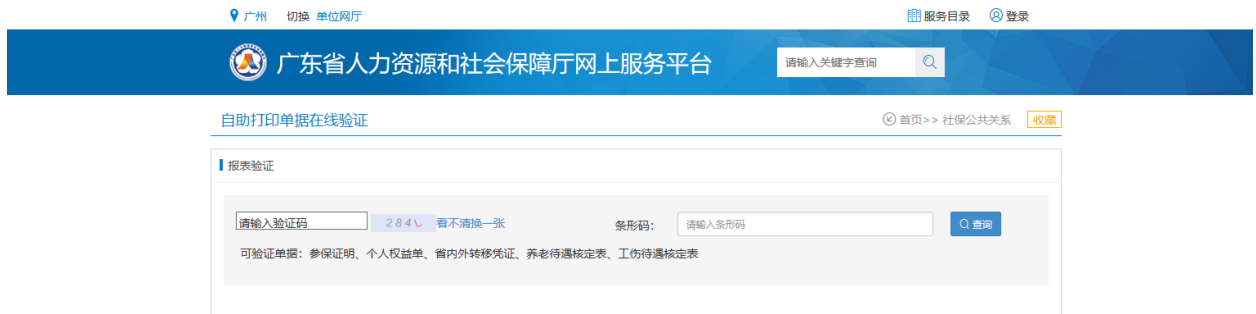 广州 切换 单位网厅 服务目录 登录
广东省人力资源和社会保障厅网上服务平台 请输入关键字查询
自助打印单据在线验证 首页>> 社保公共关系 收藏
报表验证
请输入验证码 284 看不清换一张 条形码： 请输入条形码 查询
可验证单据：参保证明、个人权益单、省内外转移凭证、养老待遇核定表、工伤待遇核定表